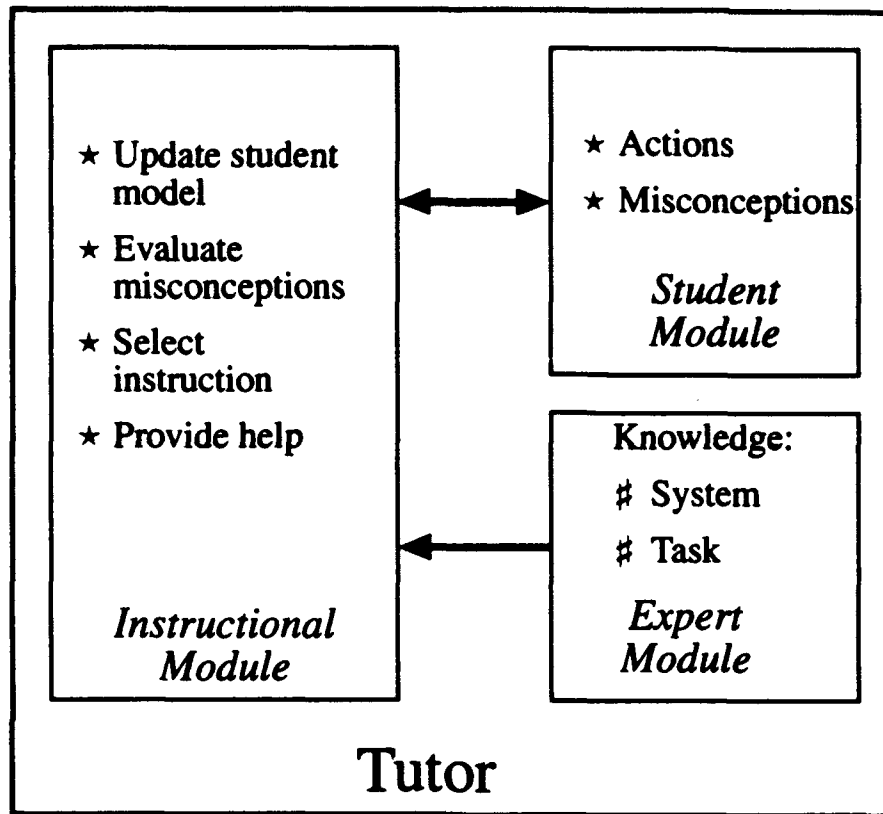 ★ Update student
model
★ Evaluate
misconceptions
★ Select
instruction
★ Provide help
Instructional
Module
★ Actions
★ Misconceptions
Student
Module
Knowledge:
♯ System
♯ Task
Expert
Module
Tutor